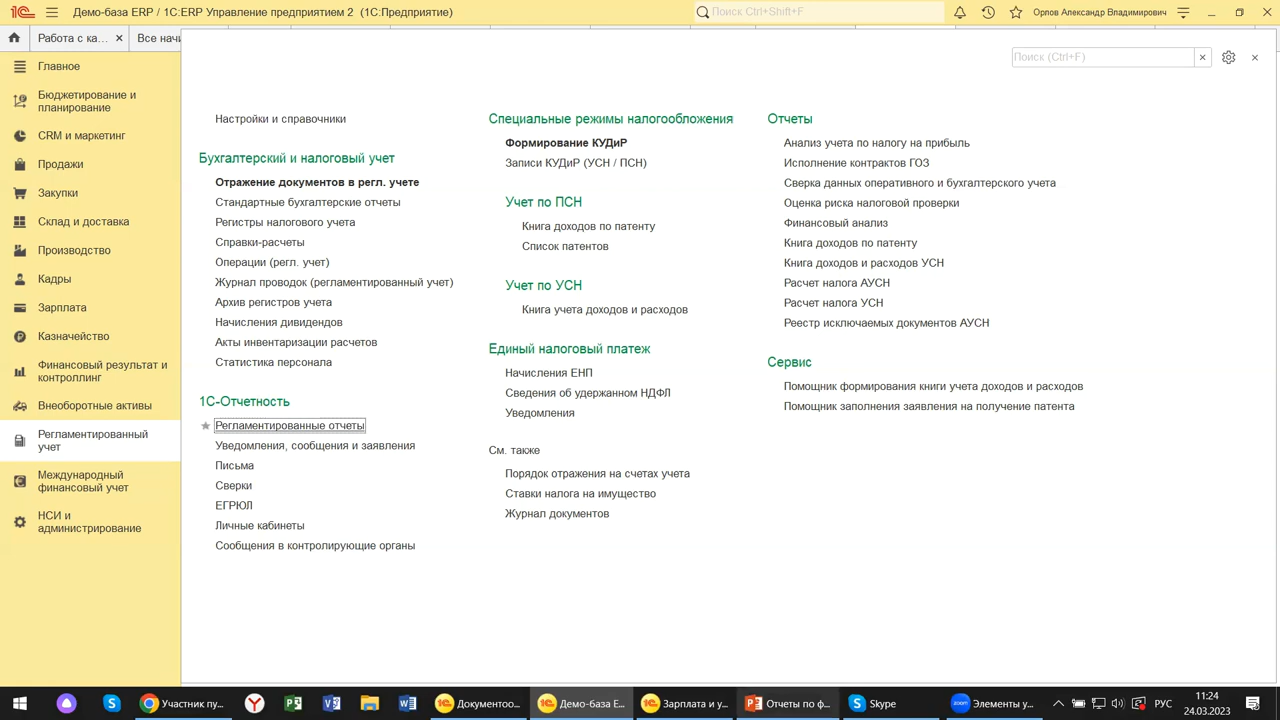 Демо-база ERP / 1С:ERP Управление предприятием 2 (1С:Предприятие)
Поиск Ctrl+Shift+F
Орлов Александр Владимирович
Работа с ка...
Все начи
Поиск (Ctrl+F)
Главное
Бюджетирование и
планирование
CRM и маркетинг
Продажи
Закупки
Склад и доставка
Производство
Кадры
Зарплата
Казначейство
Финансовый результат и
контроллинг
Внеоборотные активы
Регламентированный
учет
Международный
финансовый учет
НСИ и
администрирование
Настройки и справочники
Бухгалтерский и налоговый учет
Отражение документов в регл. учете
Стандартные бухгалтерские отчеты
Регистры налогового учета
Справки-расчеты
Операции (регл. учет)
Журнал проводок (регламентированный учет)
Архив регистров учета
Начисления дивидендов
Акты инвентаризации расчетов
Статистика персонала
1С-Отчетность
Регламентированные отчеты
Уведомления, сообщения и заявления
Письма
Сверки
ЕГРЮЛ
Личные кабинеты
Сообщения в контролирующие органы
Специальные режимы налогообложения
Формирование КУДиР
Записи КУДиР (УСН / ПСН)
Учет по ПСН
Книга доходов по патенту
Список патентов
Учет по УСН
Книга учета доходов и расходов
Единый налоговый платеж
Начисления ЕНП
Сведения об удержанном НДФЛ
Уведомления
См. также
Порядок отражения на счетах учета
Ставки налога на имущество
Журнал документов
Отчеты
Анализ учета по налогу на прибыль
Исполнение контрактов ГОЗ
Сверка данных оперативного и бухгалтерского учета
Оценка риска налоговой проверки
Финансовый анализ
Книга доходов по патенту
Книга доходов и расходов УСН
Расчет налога АУСН
Расчет налога УСН
Реестр исключаемых документов АУСН
Сервис
Помощник формирования книги учета доходов и расходов
Помощник заполнения заявления на получение патента
Участник пу...
Документоо...
Демо-база E...
Зарплата и у...
Отчеты по ф...
Skype
zoom
Элементы у...
РУС
11:24
24.03.2023